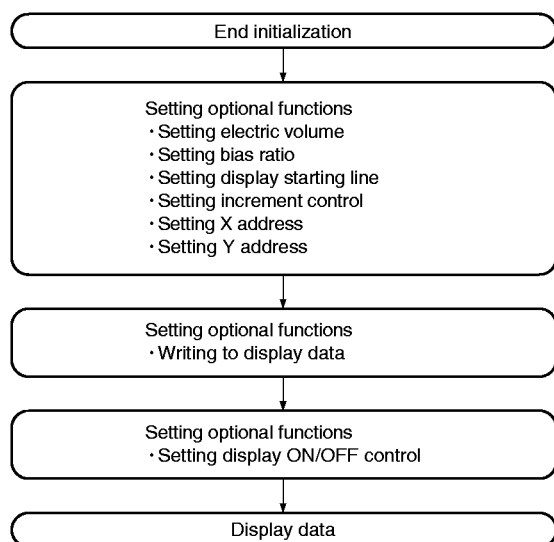 End initialization
Setting optional functions
・Setting electric volume
・Setting bias ratio
・Setting display starting line
・Setting increment control
・Setting X address
・Setting Y address
Setting optional functions
・Writing to display data
Setting optional functions
・Setting display ON/OFF control
Display data